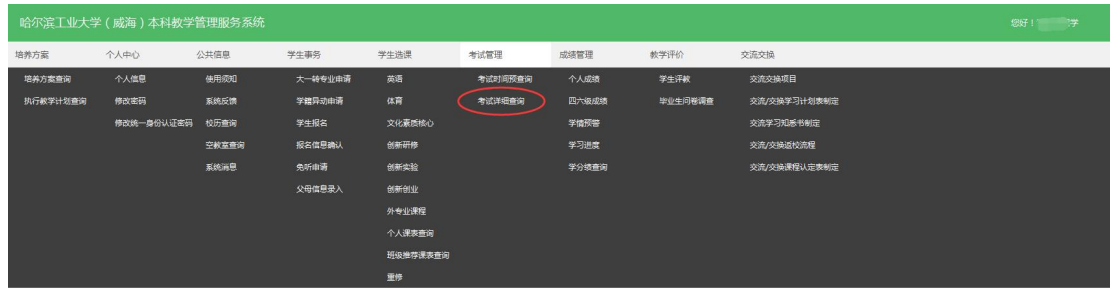 哈尔滨工业大学（威海）本科教学管理服务系统 您好！ 学
培养方案 个人中心 公共信息 学生事务 学生选课 考试管理 成绩管理 教学评价 交流交换
培养方案查询 个人信息 使用须知 大一转专业申请 英语 考试时间预查询 个人成绩 学生评教 交流交换项目
执行教学计划查询 修改密码 系统反馈 学籍异动申请 体育 考试详细查询 四六级成绩 毕业生问卷调查 交流/交换学习计划表制定
修改统一身份认证密码 校历查询 学生报名 文化素质核心 学情预警 交流学习知悉书制定
空教室查询 报名信息确认 创新研修 学习进度 交流/交换返校流程
系统消息 免听申请 创新实验 学分绩查询 交流/交换课程认定表制定
父母信息录入 创新创业
外专业课程
个人课表查询
班级推荐课表查询
重修